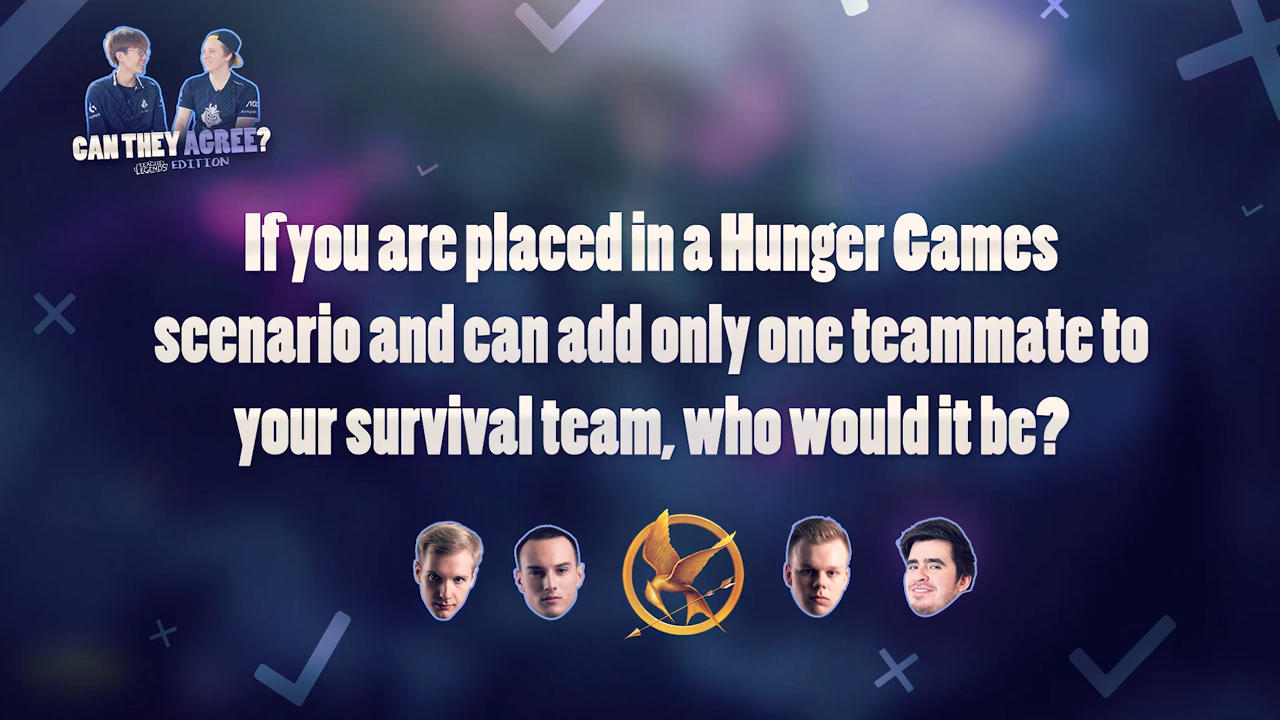 CAN THEY AGREE?
LEAGUE OF LEGENDS EDITION
If you are placed in a Hunger Games
scenario and can add only one teammate to
your survival team, who would it be?